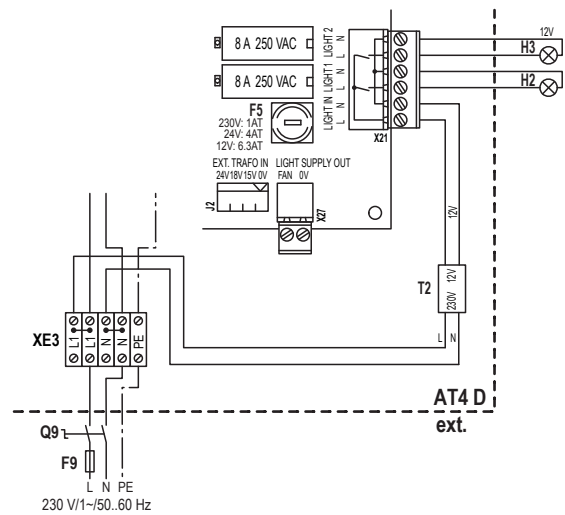 8 A 250 VAC
8 A 250 VAC
LIGHT 2
N
L
LIGHT 1
N
L
LIGHT IN
N
L
F5
230V: 1AT
24V: 4AT
12V: 6.3AT
X21
12V
H3
H2
EXT. TRAFO IN
24V 18V 15V 0V
J2
LIGHT SUPPLY OUT
FAN 0V
X27
12V
T2
230V 12V
L N
XE3
L1
L1
N
N
PE
AT4 D
ext.
Q9
F9
L N PE
230 V/1~/50..60 Hz